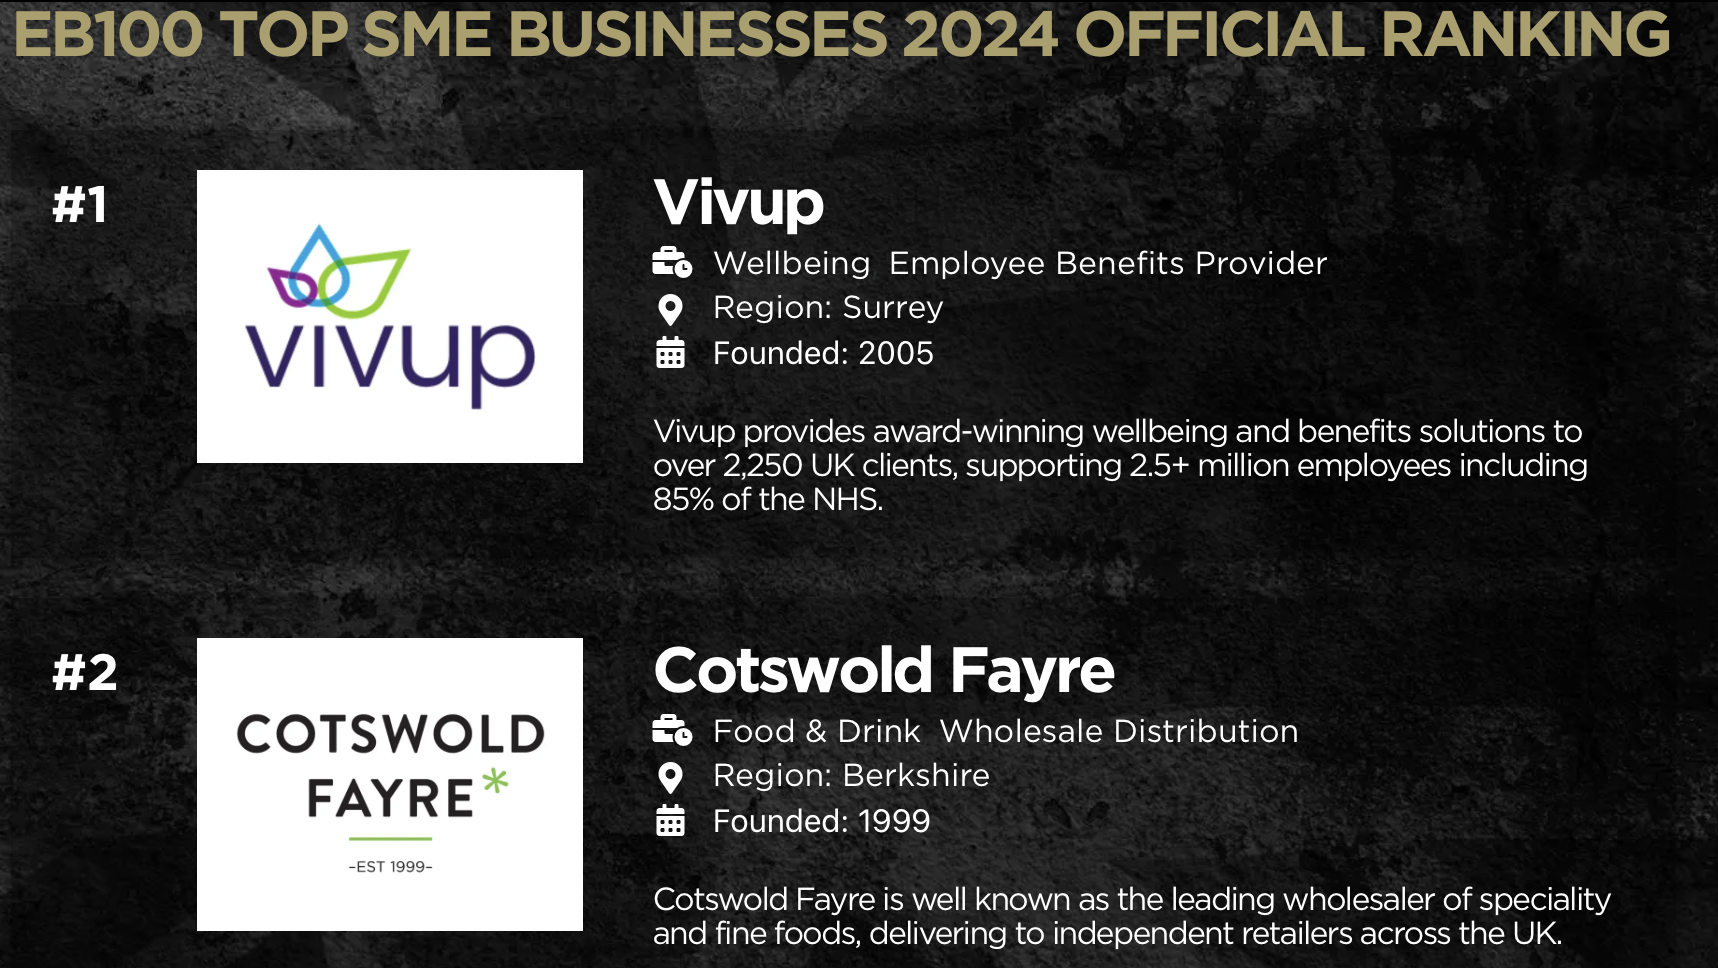 EB100 TOP SME BUSINESSES 2024 OFFICIAL RANKING
#1
vivup
Vivup
Wellbeing  Employee Benefits Provider
Region: Surrey
Founded: 2005
Vivup provides award-winning wellbeing and benefits solutions to
over 2,250 UK clients, supporting 2.5+ million employees including
85% of the NHS.
#2
COTSWOLD
FAYRE*
-EST 1999-
Cotswold Fayre
Food & Drink  Wholesale Distribution
Region: Berkshire
Founded: 1999
Cotswold Fayre is well known as the leading wholesaler of speciality
and fine foods, delivering to independent retailers across the UK.